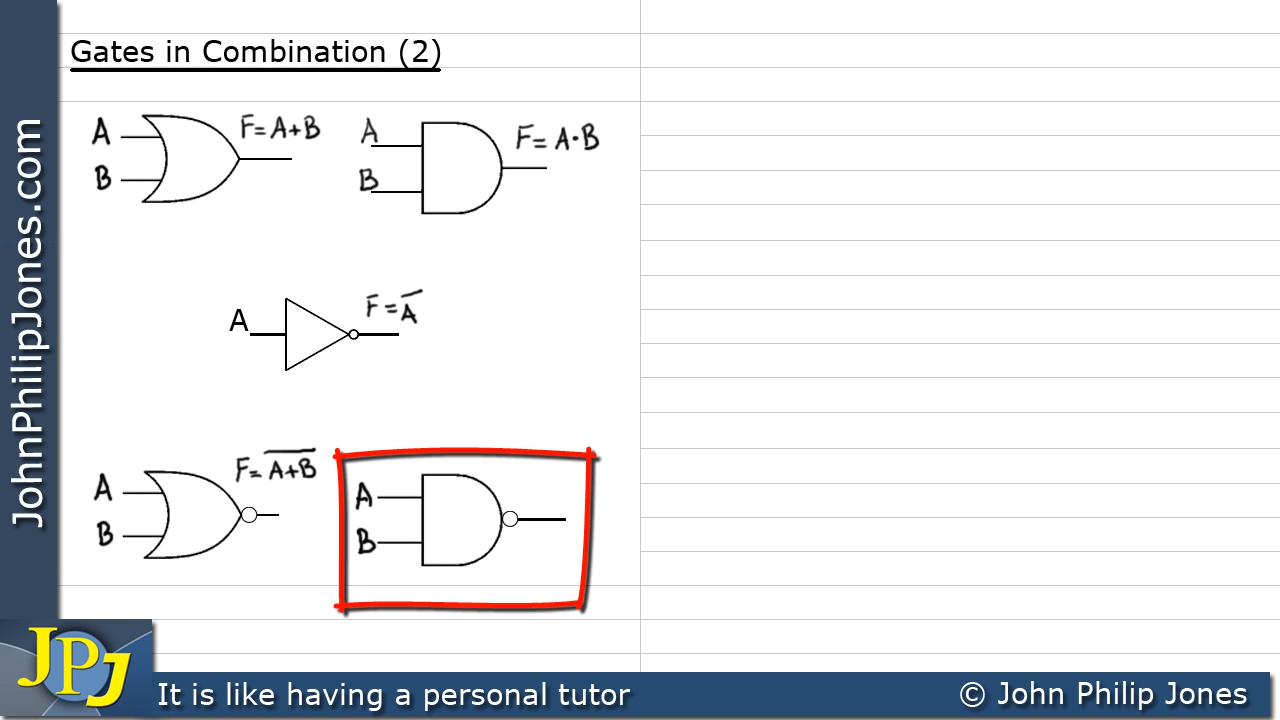 Gates in Combination (2)
A
B
F=A+B
A
B
F= A·B
A
F=A̅
A
B
F= A̅+̅B̅
A
B
JohnPhilipJones.com
JPJ
It is like having a personal tutor
© John Philip Jones